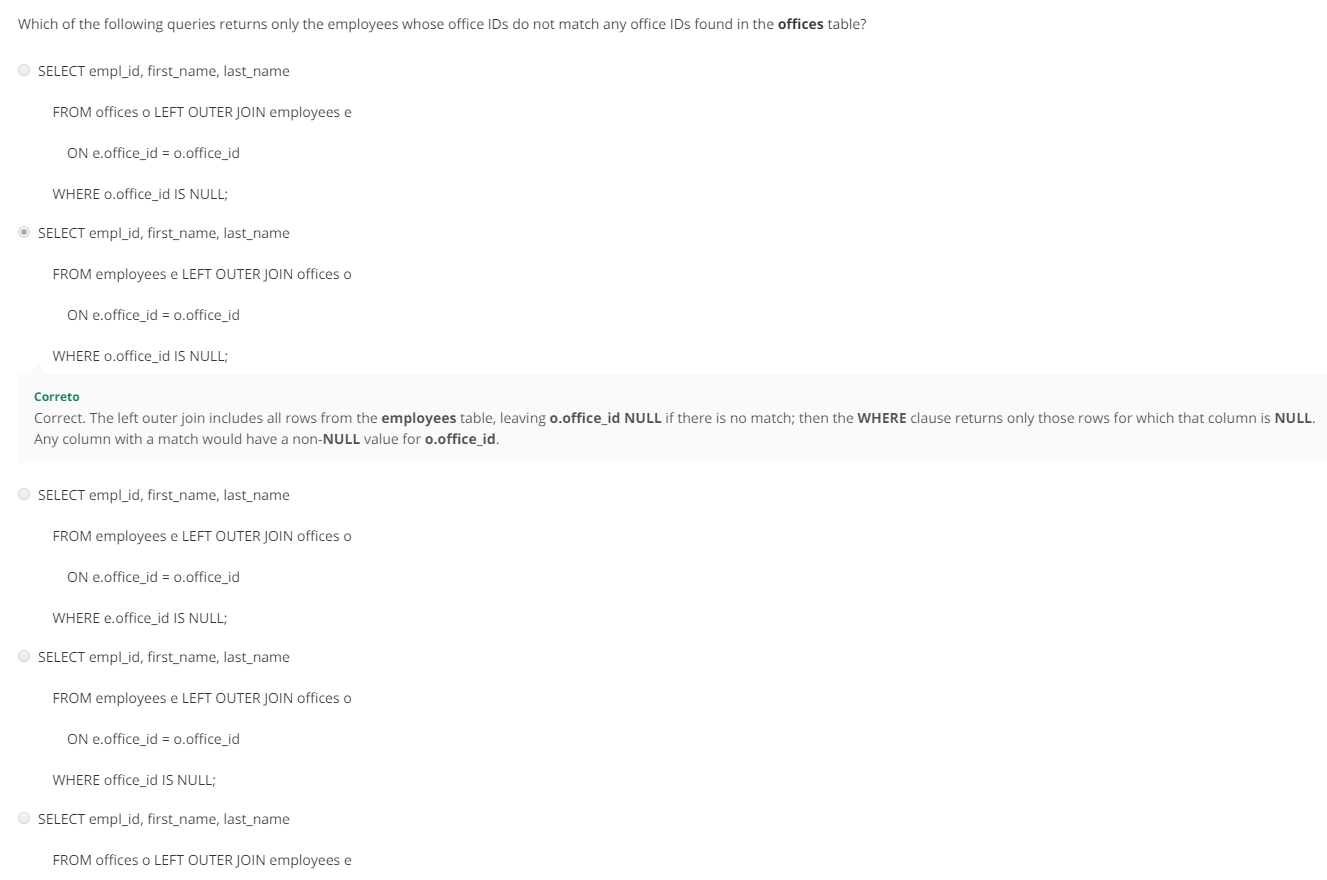 Which of the following queries returns only the employees whose office IDs do not match any office IDs found in the offices table?
SELECT empl_id, first_name, last_name
FROM offices o LEFT OUTER JOIN employees e
ON e.office_id = o.office_id
WHERE o.office_id IS NULL;
SELECT empl_id, first_name, last_name
FROM employees e LEFT OUTER JOIN offices o
ON e.office_id = o.office_id
WHERE o.office_id IS NULL;
Correto
Correct. The left outer join includes all rows from the employees table, leaving o.office_id NULL if there is no match; then the WHERE clause returns only those rows for which that column is NULL.
Any column with a match would have a non-NULL value for o.office_id.
SELECT empl_id, first_name, last_name
FROM employees e LEFT OUTER JOIN offices o
ON e.office_id = o.office_id
WHERE e.office_id IS NULL;
SELECT empl_id, first_name, last_name
FROM employees e LEFT OUTER JOIN offices o
ON e.office_id = o.office_id
WHERE office_id IS NULL;
SELECT empl_id, first_name, last_name
FROM offices o LEFT OUTER JOIN employees e